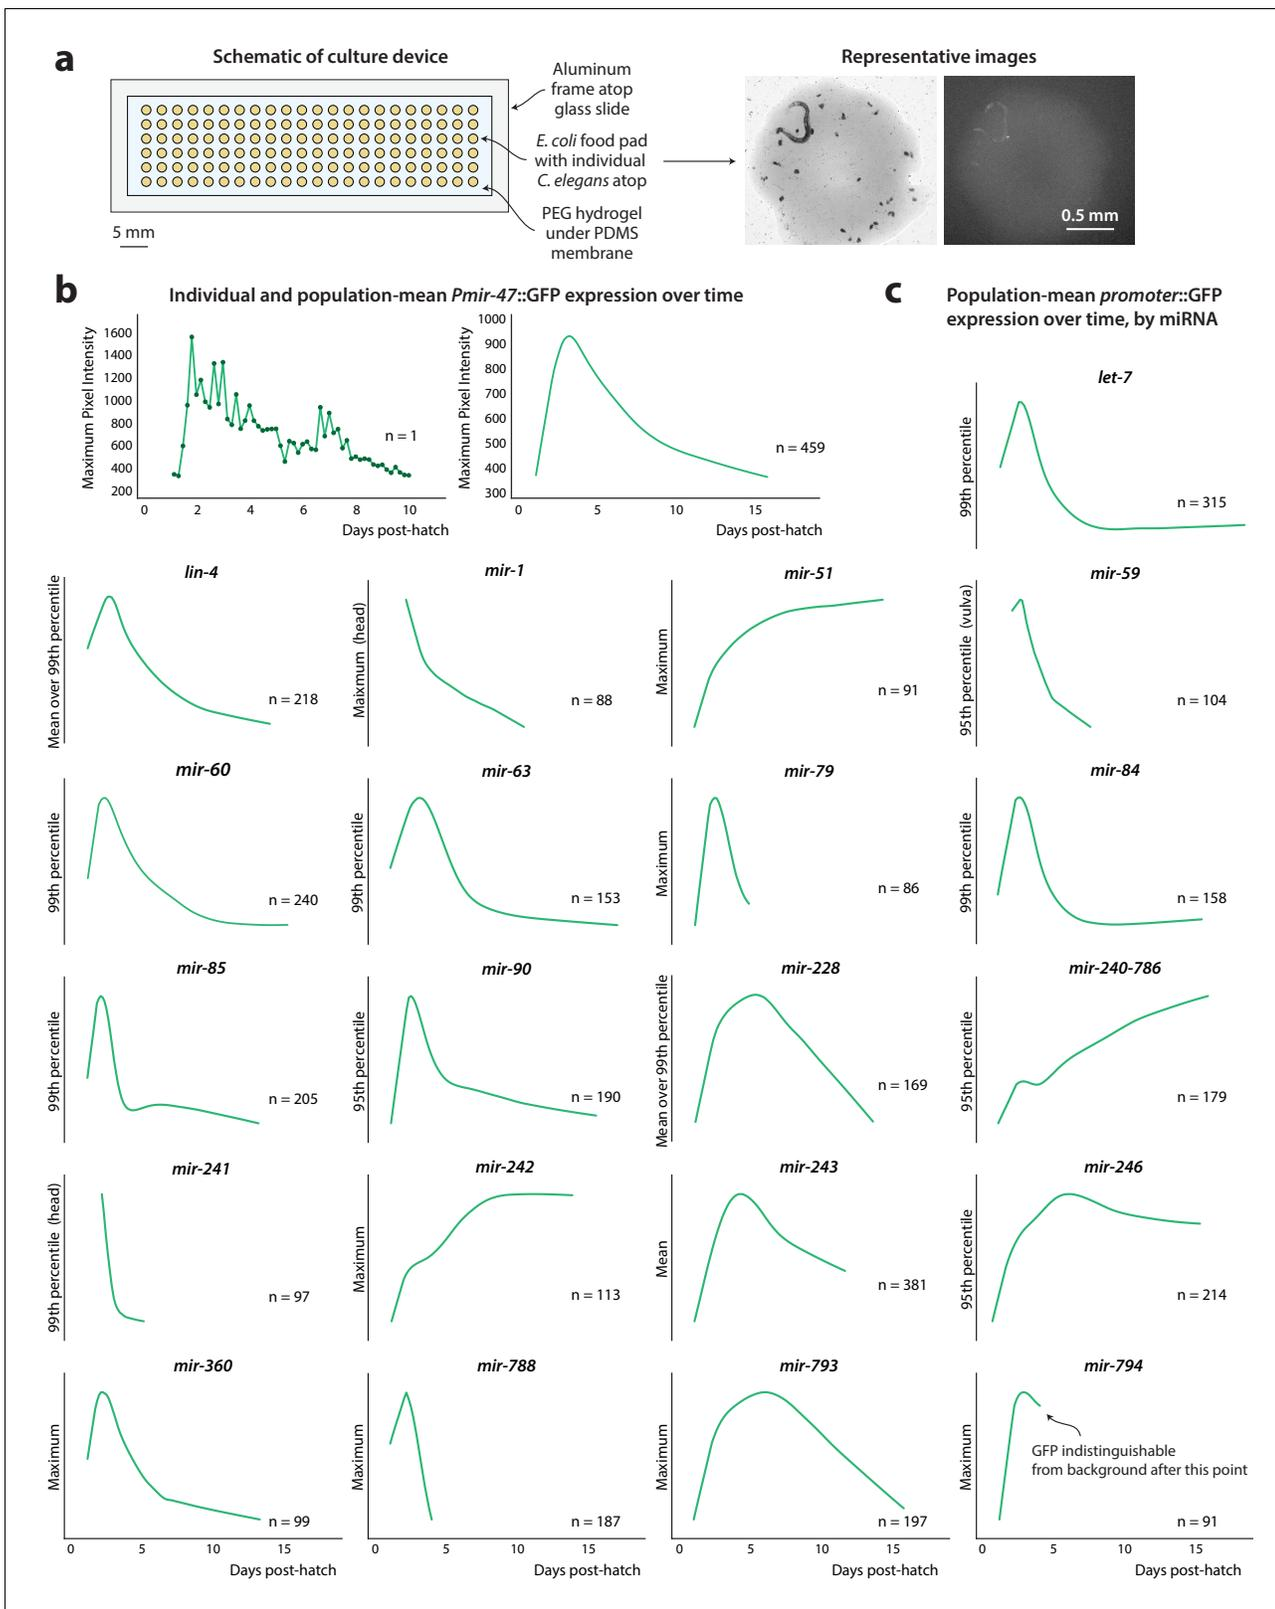 a
Schematic of culture device
Aluminum
frame atop
glass slide
E. coli food pad
with individual
C. elegans atop
PEG hydrogel
under PDMS
membrane
5 mm
Representative images
0.5 mm
b
Individual and population-mean Pmir-47::GFP expression over time
Maximum Pixel Intensity
1600
1400
1200
1000
800
600
400
200
n = 1
0 2 4 6 8 10
Days post-hatch
Maximum Pixel Intensity
1000
900
800
700
600
500
400
300
n = 459
0 5 10 15
Days post-hatch
c
Population-mean promoter::GFP
expression over time, by miRNA
let-7
99th percentile
n = 315
lin-4
Mean over 99th percentile
n = 218
mir-1
Maixmum (head)
n = 88
mir-51
Maximum
n = 91
mir-59
95th percentile (vulva)
n = 104
mir-60
99th percentile
n = 240
mir-63
99th percentile
n = 153
mir-79
Maximum
n = 86
mir-84
99th percentile
n = 158
mir-85
99th percentile
n = 205
mir-90
95th percentile
n = 190
mir-228
Mean over 99th percentile
n = 169
mir-240-786
95th percentile
n = 179
mir-241
99th percentile (head)
n = 97
mir-242
Maximum
n = 113
mir-243
Mean
n = 381
mir-246
95th percentile
n = 214
mir-360
Maximum
n = 99
0 5 10 15
Days post-hatch
mir-788
Maximum
n = 187
0 5 10 15
Days post-hatch
mir-793
Maximum
n = 197
0 5 10 15
Days post-hatch
mir-794
Maximum
GFP indistinguishable
from background after this point
n = 91
0 5 10 15
Days post-hatch